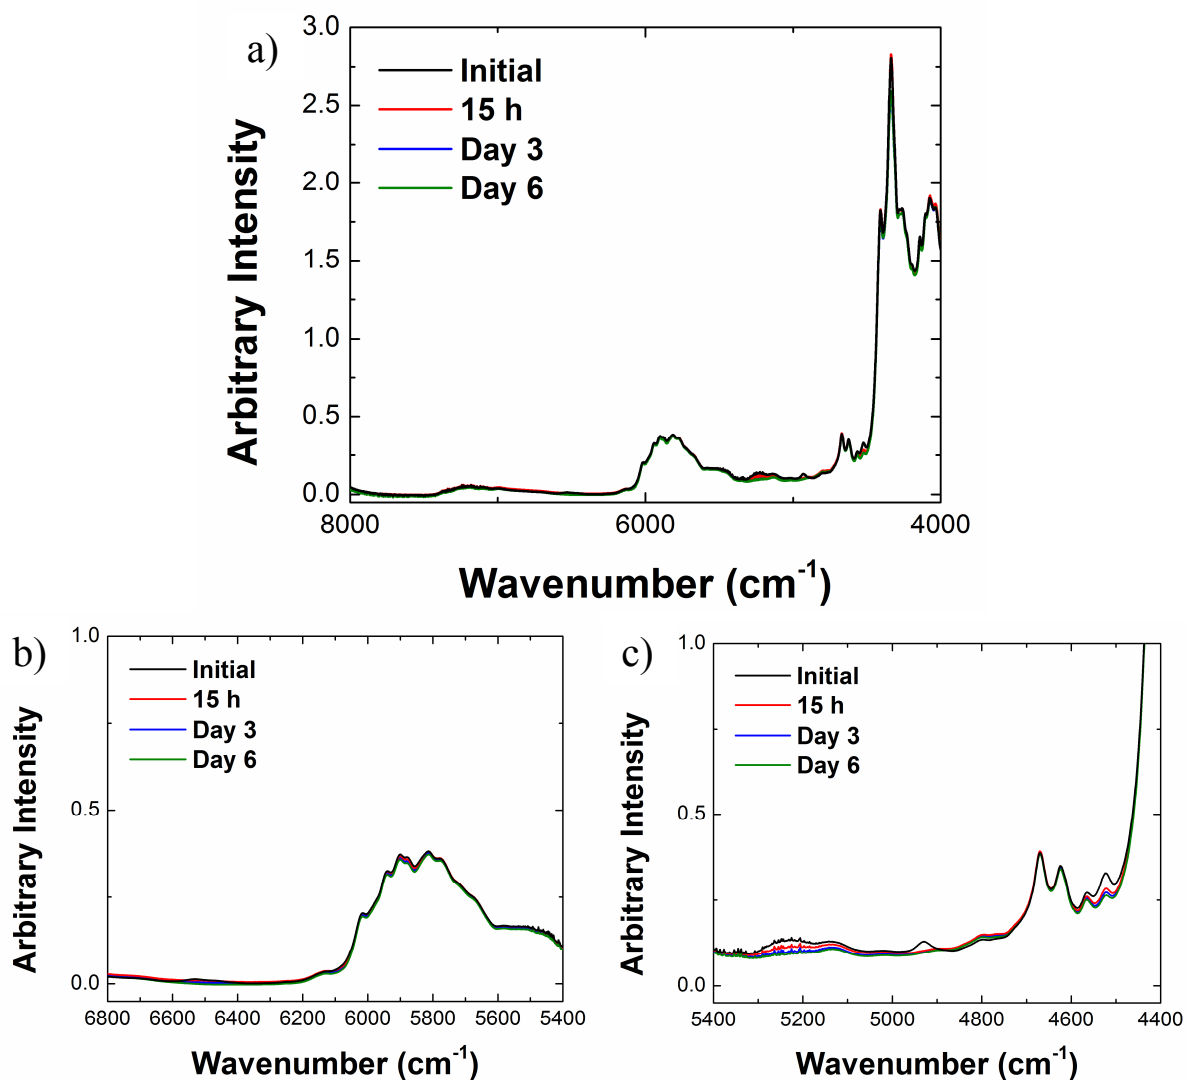 a)
Initial
15 h
Day 3
Day 6
3.0
2.5
2.0
1.5
1.0
0.5
0.0
Arbitrary Intensity
8000 6000 4000
Wavenumber (cm-1)
b)
Initial
15 h
Day 3
Day 6
1.0
0.5
0.0
Arbitrary Intensity
6800 6600 6400 6200 6000 5800 5600 5400
Wavenumber (cm-1)
c)
Initial
15 h
Day 3
Day 6
1.0
0.5
0.0
Arbitrary Intensity
5400 5200 5000 4800 4600 4400
Wavenumber (cm-1)